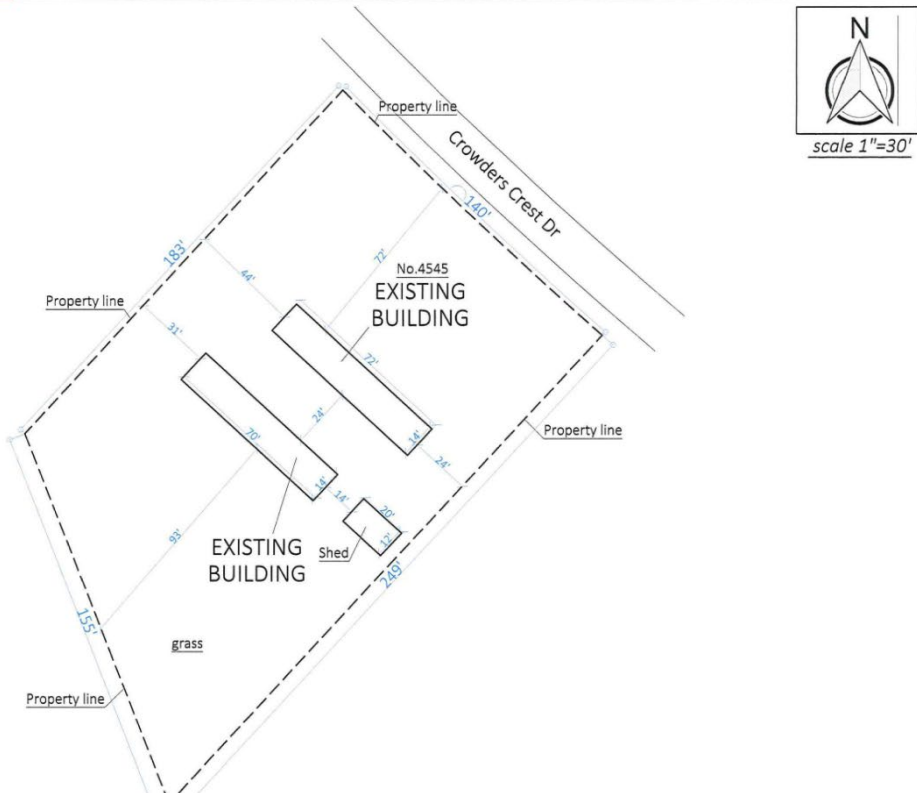 N
scale 1"=30'
Property line
Crowders Crest Dr
140'
183'
72'
44'
No.4545
EXISTING
BUILDING
Property line
31'
72'
24'
14'
24'
Property line
70'
14'
14'
20'
12'
Shed
EXISTING
BUILDING
93'
249'
155'
grass
Property line